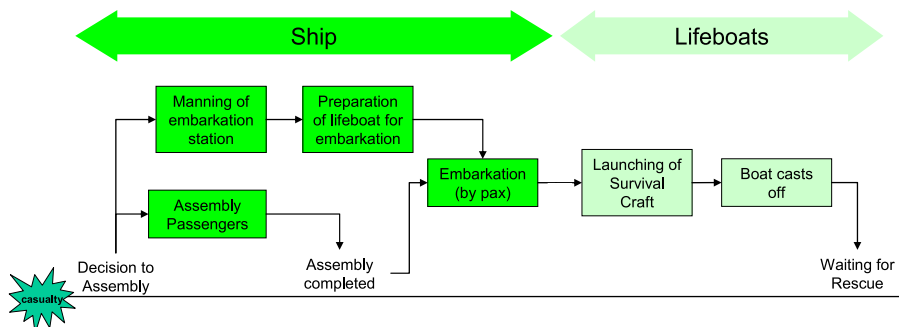 Ship
Lifeboats
Manning of
embarkation
station
Preparation
of lifeboat for
embarkation
Embarkation
(by pax)
Launching of
Survival
Craft
Boat casts
off
Assembly
Passengers
Decision to
Assembly
Assembly
completed
Waiting for
Rescue
casualty